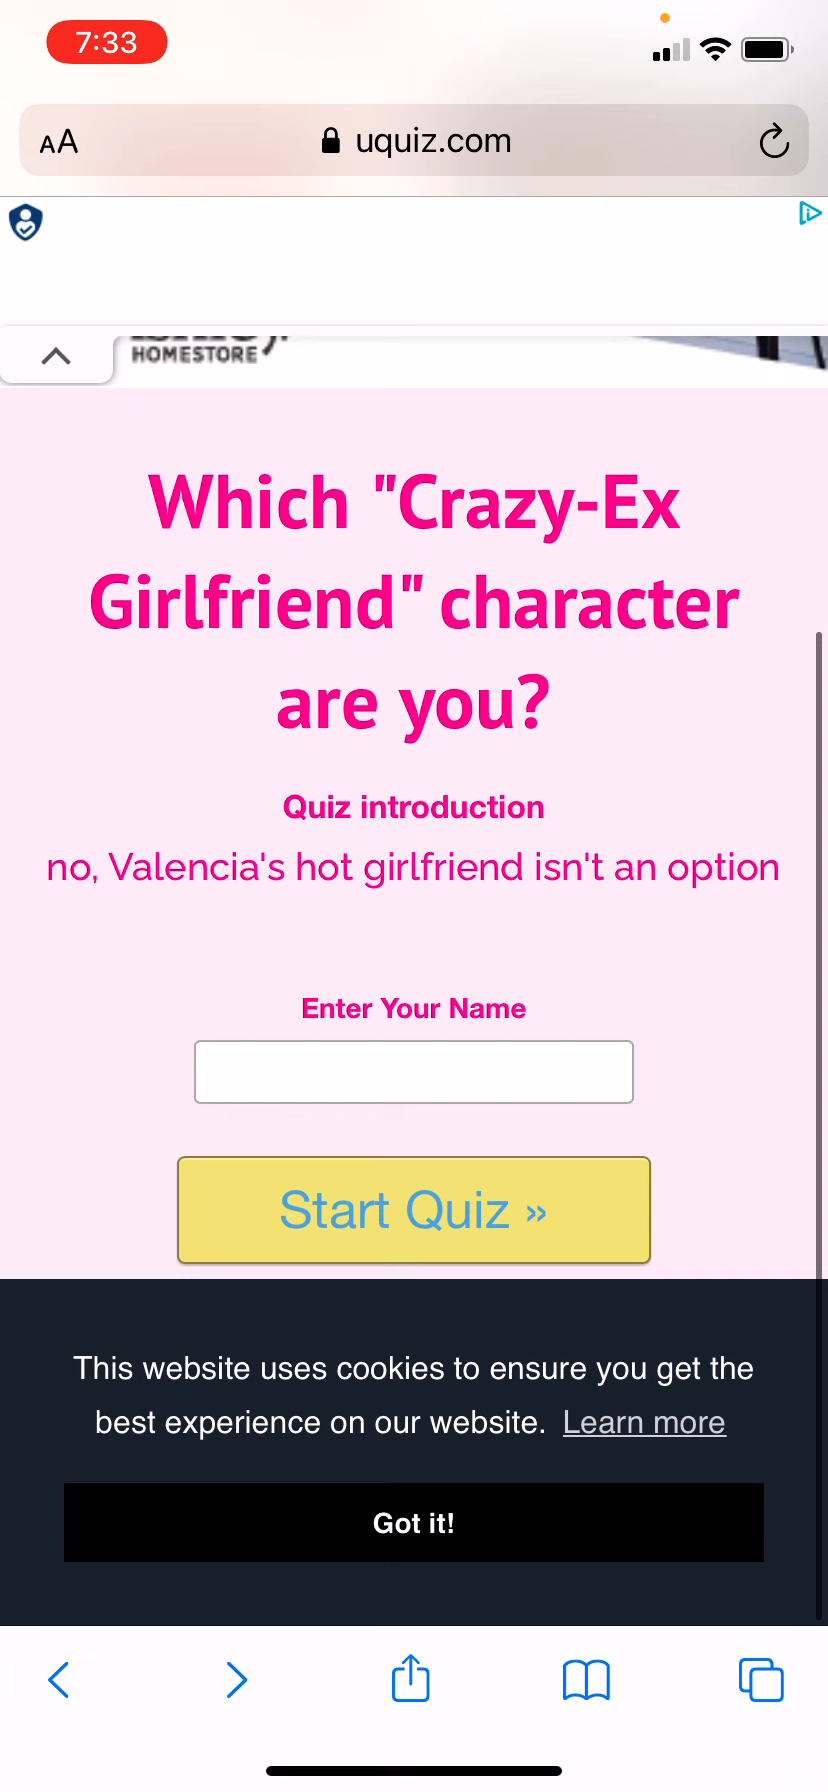 7:33
AA
uquiz.com
HOMESTORE
Which "Crazy-Ex
Girlfriend" character
are you?
Quiz introduction
no, Valencia's hot girlfriend isn't an option
Enter Your Name
Start Quiz »
This website uses cookies to ensure you get the
best experience on our website. Learn more
Got it!